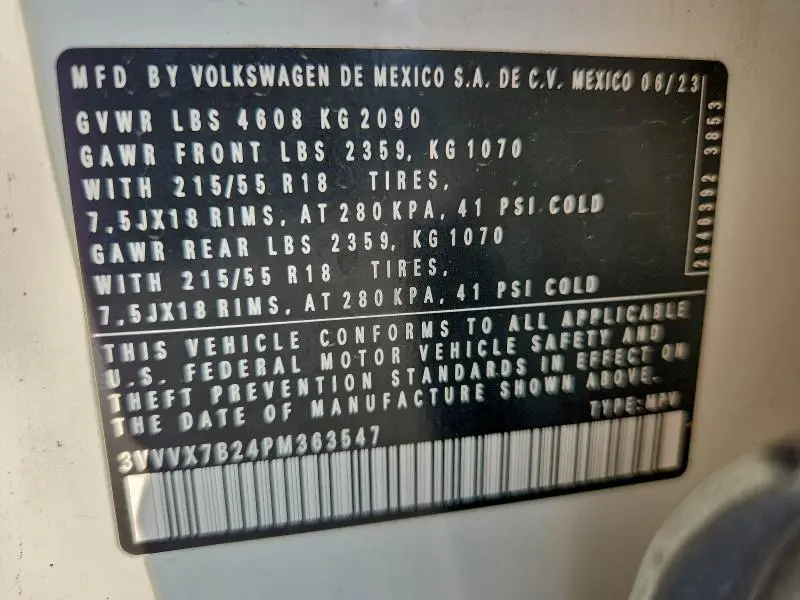 MFD BY VOLKSWAGEN DE MEXICO S.A. DE C.V. MEXICO 06/23
GVWR LBS 4608 KG 2090
GAWR FRONT LBS 2359, KG 1070
WITH 215/55 R18 TIRES,
7,5JX18 RIMS, AT 280 KPA, 41 PSI COLD
GAWR REAR LBS 2359, KG 1070
WITH 215/55 R18 TIRES,
7,5JX18 RIMS, AT 280 KPA, 41 PSI COLD
THIS VEHICLE CONFORMS TO ALL APPLICABLE
U.S. FEDERAL MOTOR VEHICLE SAFETY AND
THEFT PREVENTION STANDARDS IN EFFECT ON
THE DATE OF MANUFACTURE SHOWN ABOVE.
TYPE: MPV
3VVVX7B24PM363547
2340392 3853